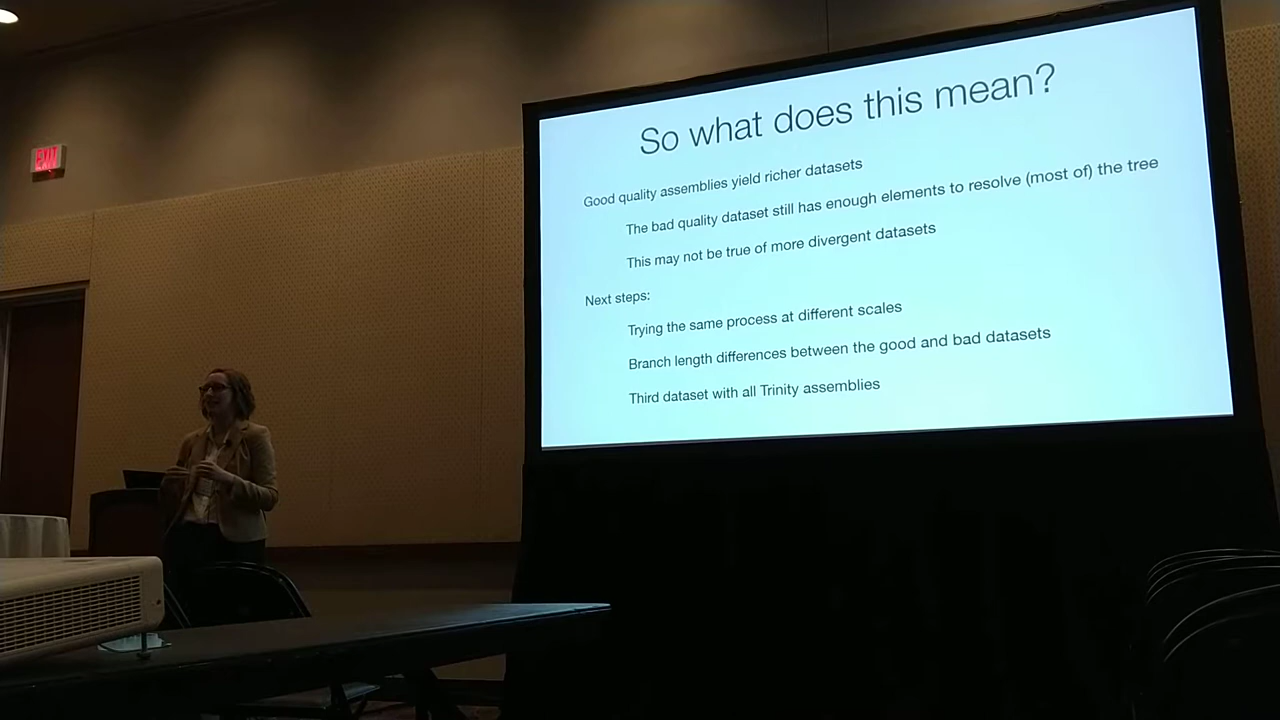 EXIT
So what does this mean?
Good quality assemblies yield richer datasets
The bad quality dataset still has enough elements to resolve (most of) the tree
This may not be true of more divergent datasets
Next steps:
Trying the same process at different scales
Branch length differences between the good and bad datasets
Third dataset with all Trinity assemblies